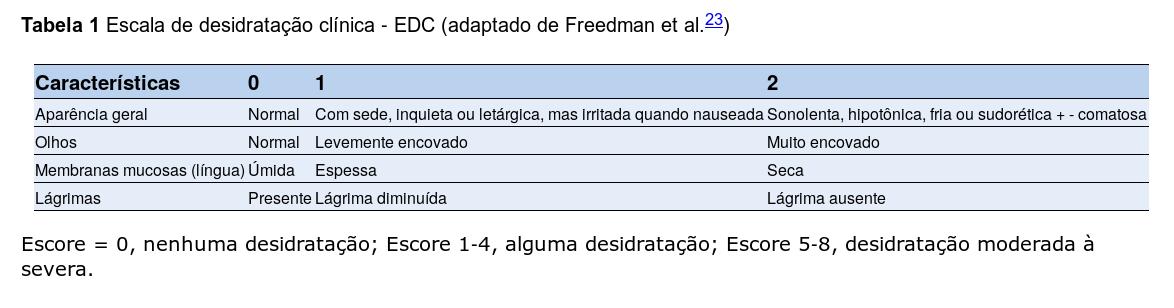 Tabela 1 Escala de desidratação clínica - EDC (adaptado de Freedman et al.23)
Características 0 1 2
Aparência geral Normal Com sede, inquieta ou letárgica, mas irritada quando nauseada Sonolenta, hipotônica, fria ou sudorética + - comatosa
Olhos Normal Levemente encovado Muito encovado
Membranas mucosas (língua) Úmida Espessa Seca
Lágrimas Presente Lágrima diminuída Lágrima ausente
Escore = 0, nenhuma desidratação; Escore 1-4, alguma desidratação; Escore 5-8, desidratação moderada à
severa.